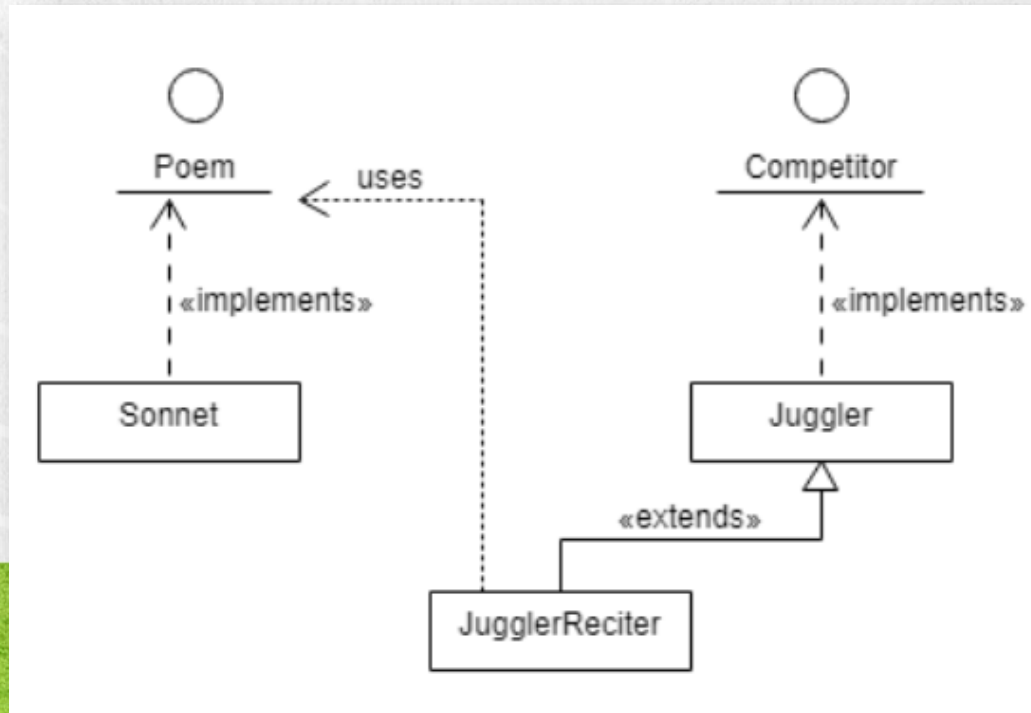 Poem
Competitor
uses
«implements»
«implements»
Sonnet
Juggler
«extends»
JugglerReciter